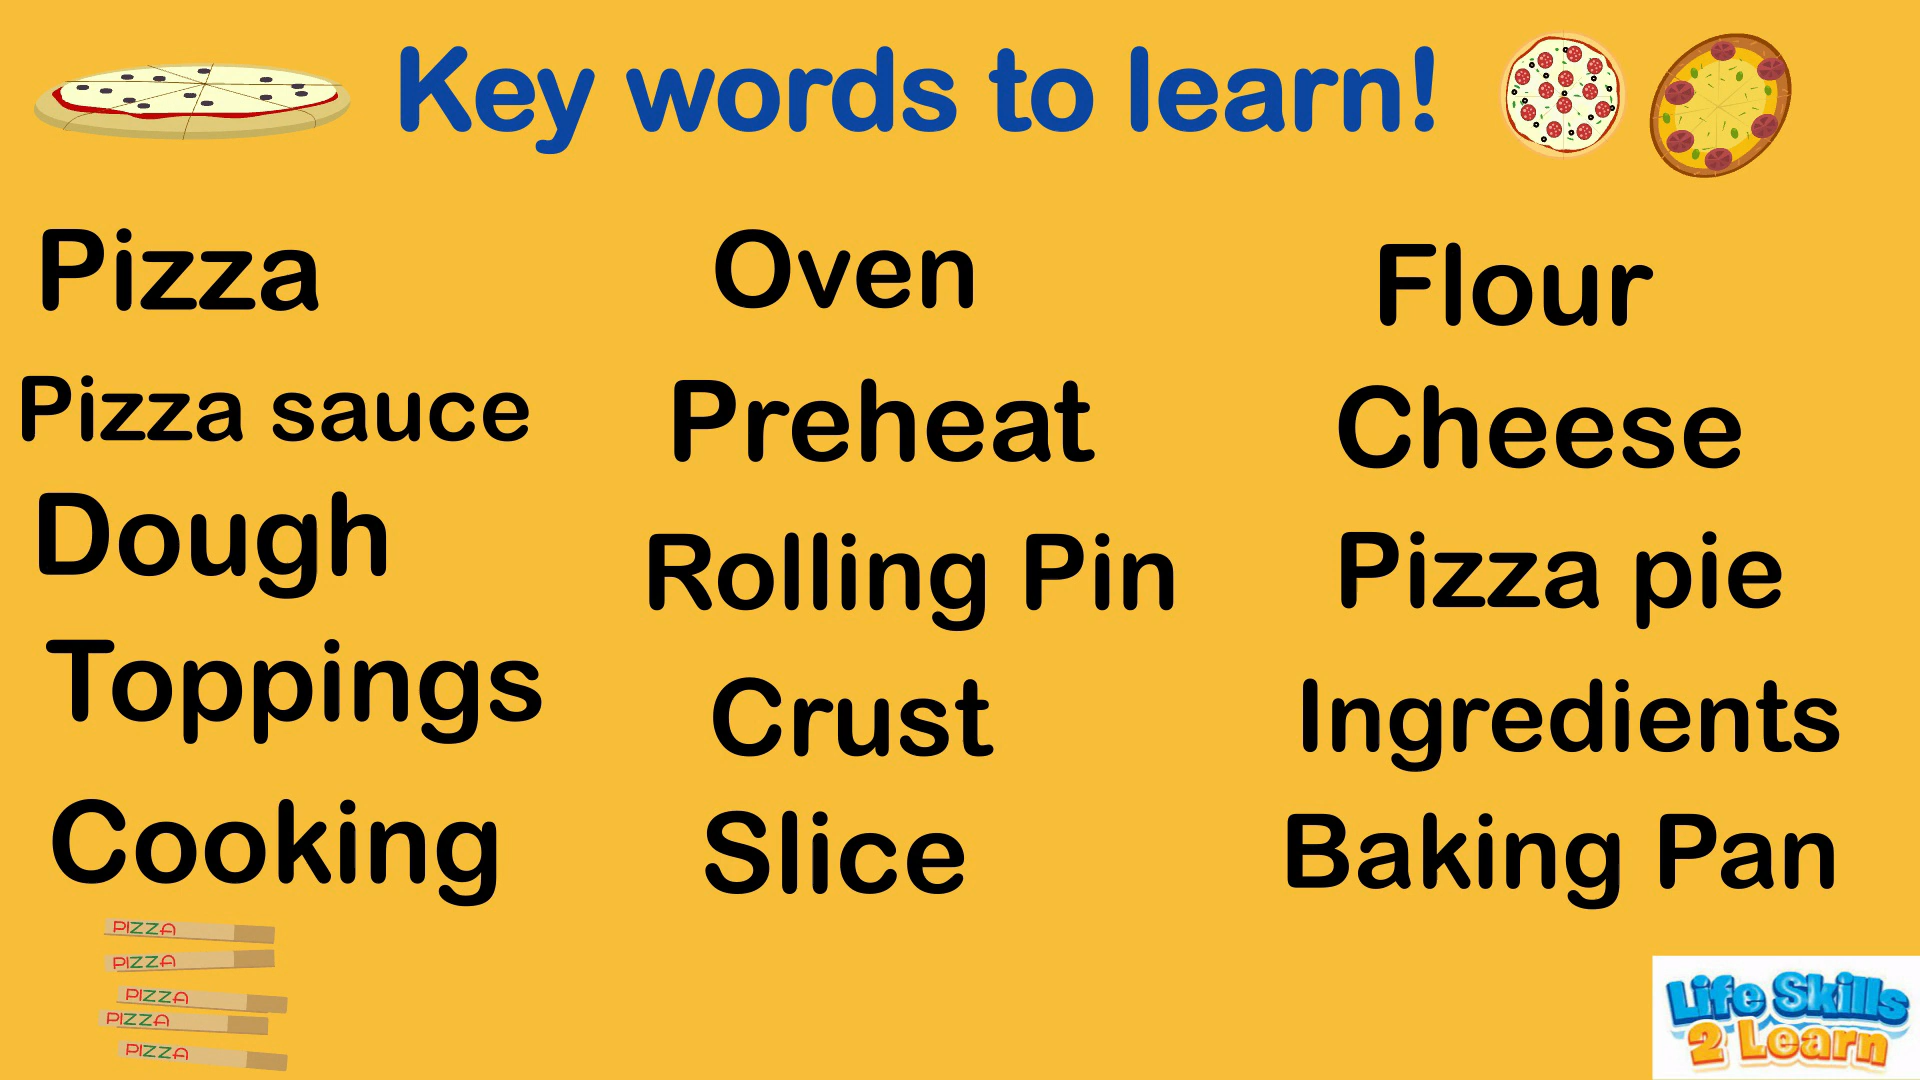 Key words to learn!
Pizza
Pizza sauce
Dough
Toppings
Cooking
Oven
Preheat
Rolling Pin
Crust
Slice
Flour
Cheese
Pizza pie
Ingredients
Baking Pan
PIZZA
PIZZA
PIZZA
PIZZA
PIZZA
Life Skills
2 Learn